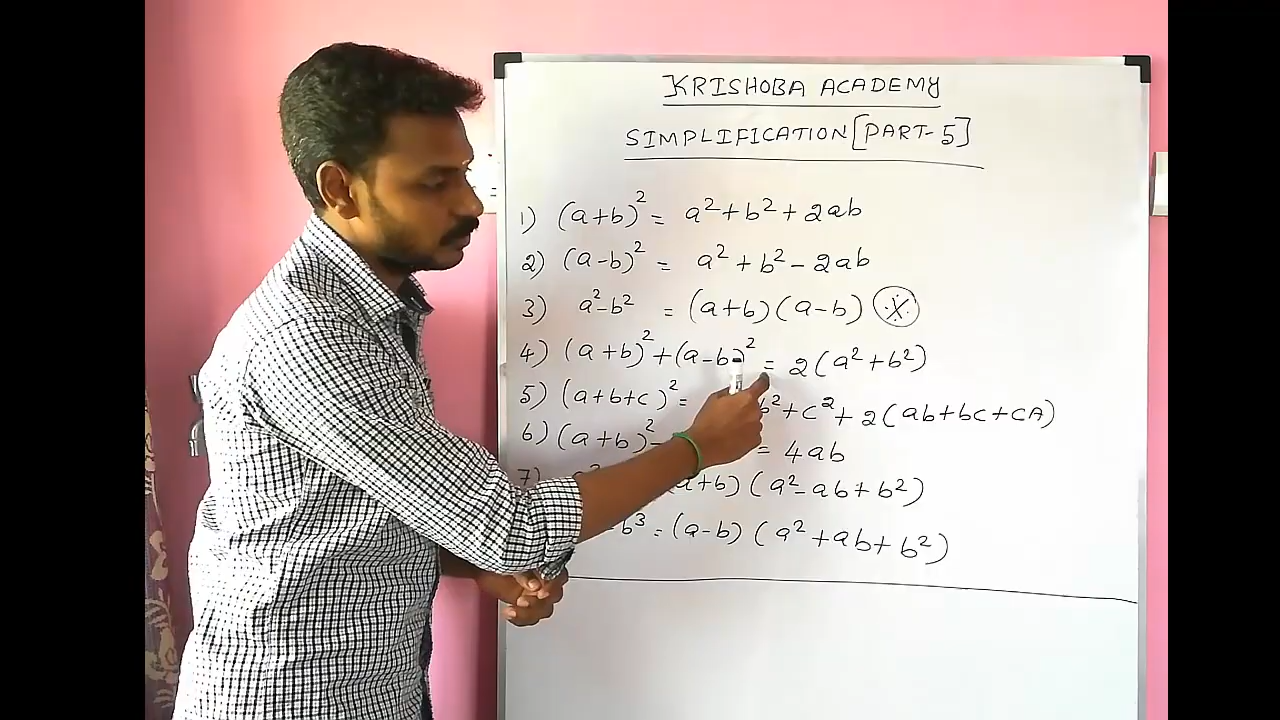 KRISHOBA ACADEMY
SIMPLIFICATION [PART-5]
1) (a+b)² = a²+b²+2ab
2) (a-b)² = a²+b²-2ab
3) a²-b² = (a+b)(a-b)
4) (a+b)²+(a-b)² = 2(a²+b²)
5) (a+b+c)² = b²+c²+2(ab+bc+cA)
6) (a+b)²- = 4ab
7) (a+b)(a²-ab+b²)
-b³ = (a-b)(a²+ab+b²)